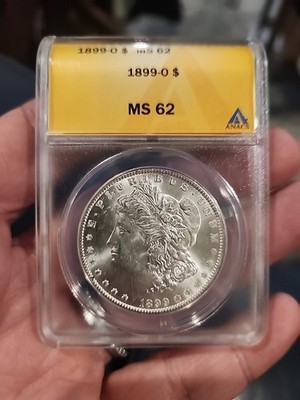 1899-O $ MS 62
1899-O $
MS 62
ANACS
E·PLURIBUS·UNUM
1899